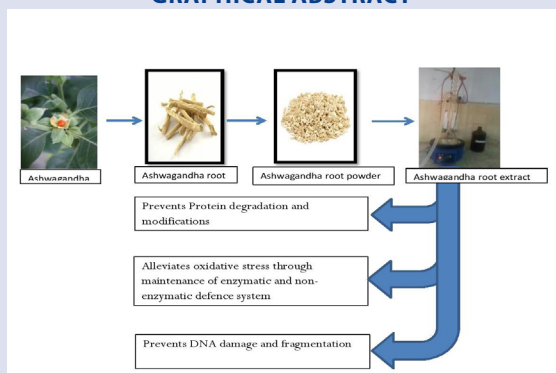 GRAPHICAL ABSTRACT
Ashwagandha
Ashwagandha root
Ashwagandha root powder
Ashwagandha root extract
Prevents Protein degradation and
modifications
Alleviates oxidative stress through
maintenance of enzymatic and non-
enzymatic defence system
Prevents DNA damage and fragmentation